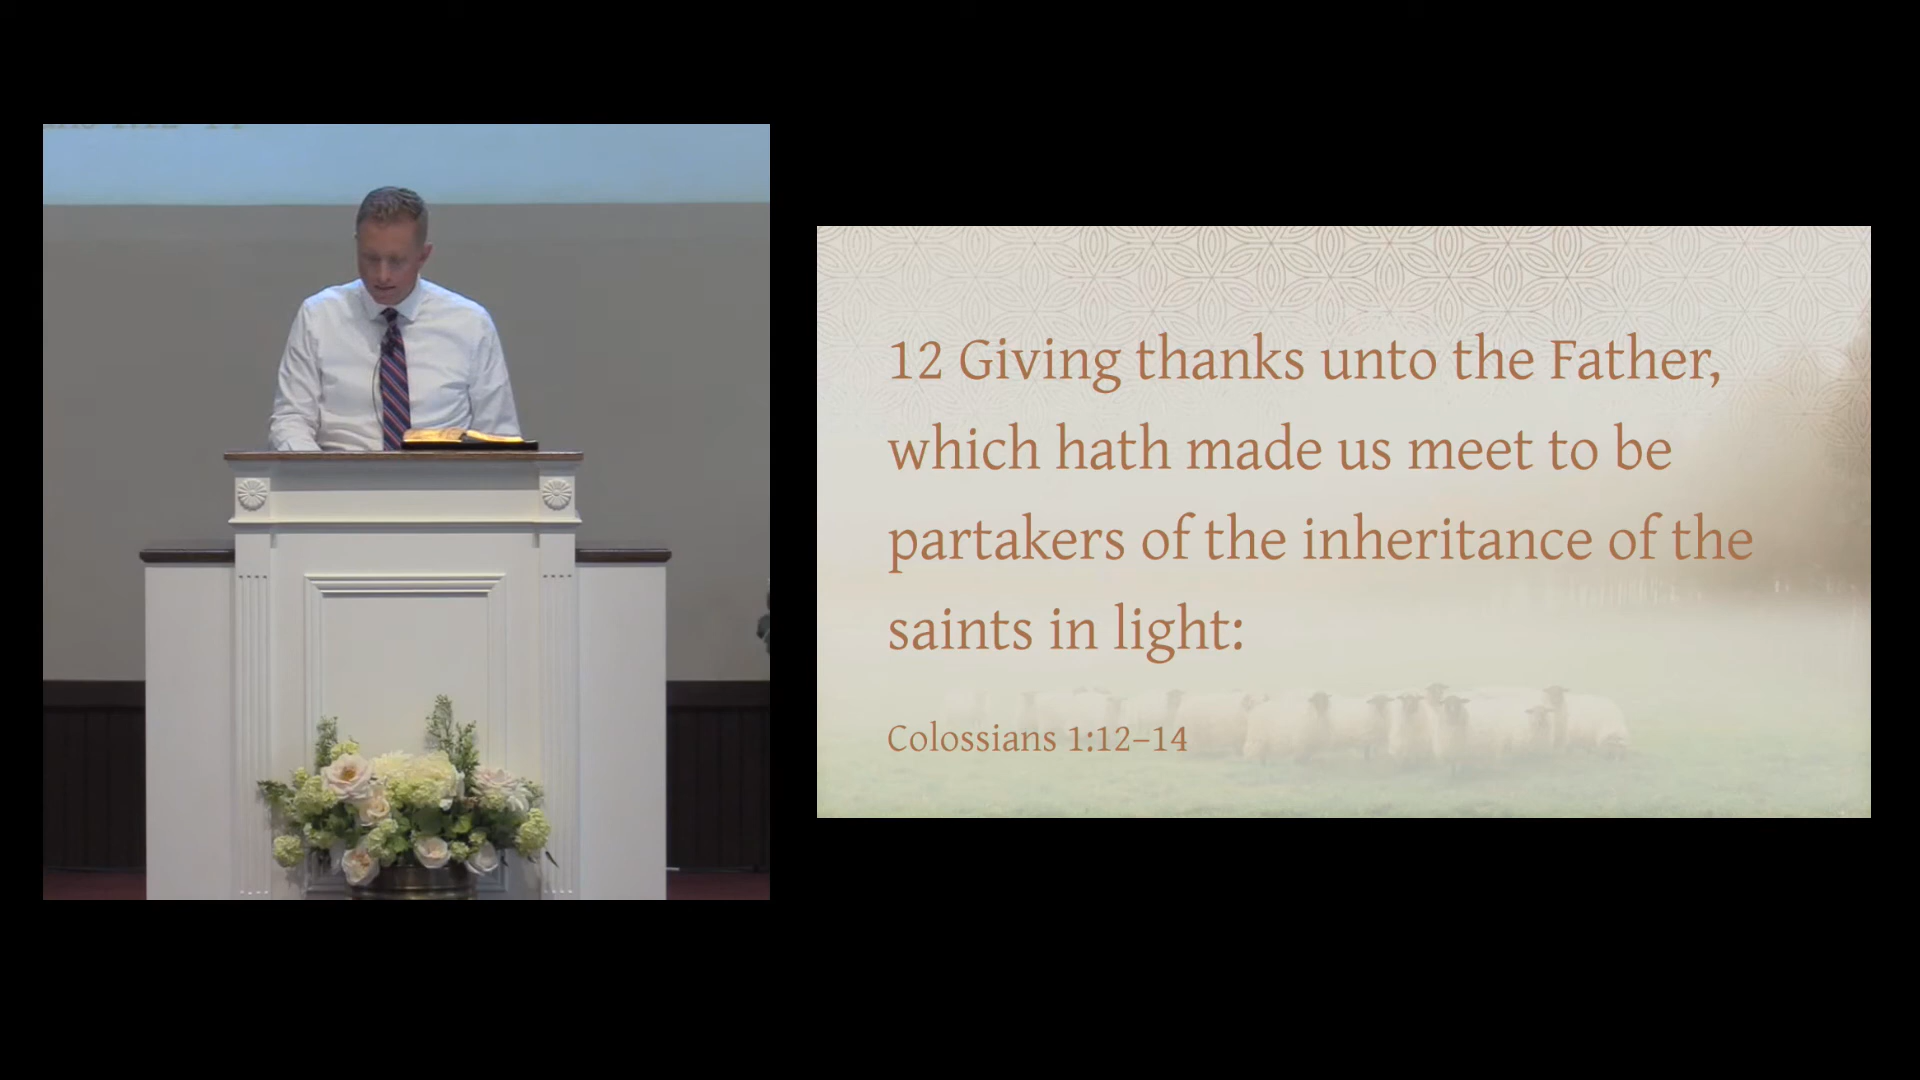 12 Giving thanks unto the Father,
which hath made us meet to be
partakers of the inheritance of the
saints in light:
Colossians 1:12–14